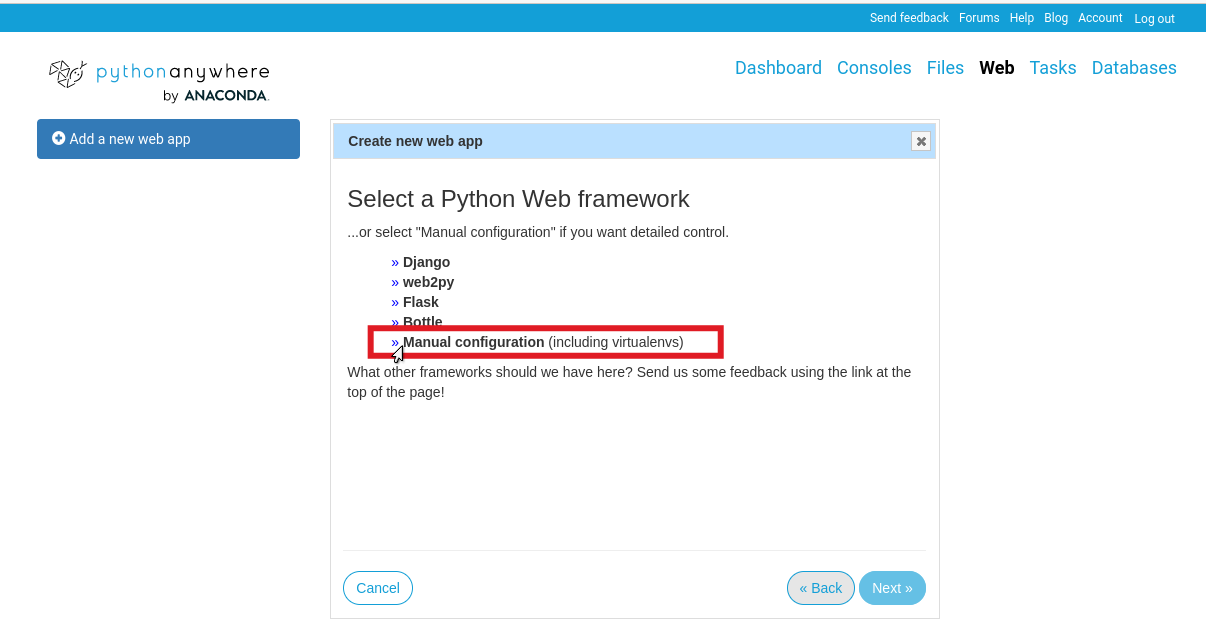 Send feedback Forums Help Blog Account Log out
pythonanywhere
by ANACONDA.
Dashboard Consoles Files Web Tasks Databases
Add a new web app
Create new web app
Select a Python Web framework
...or select "Manual configuration" if you want detailed control.
» Django
» web2py
» Flask
» Bottle
» Manual configuration (including virtualenvs)
What other frameworks should we have here? Send us some feedback using the link at the
top of the page!
Cancel
« Back
Next »